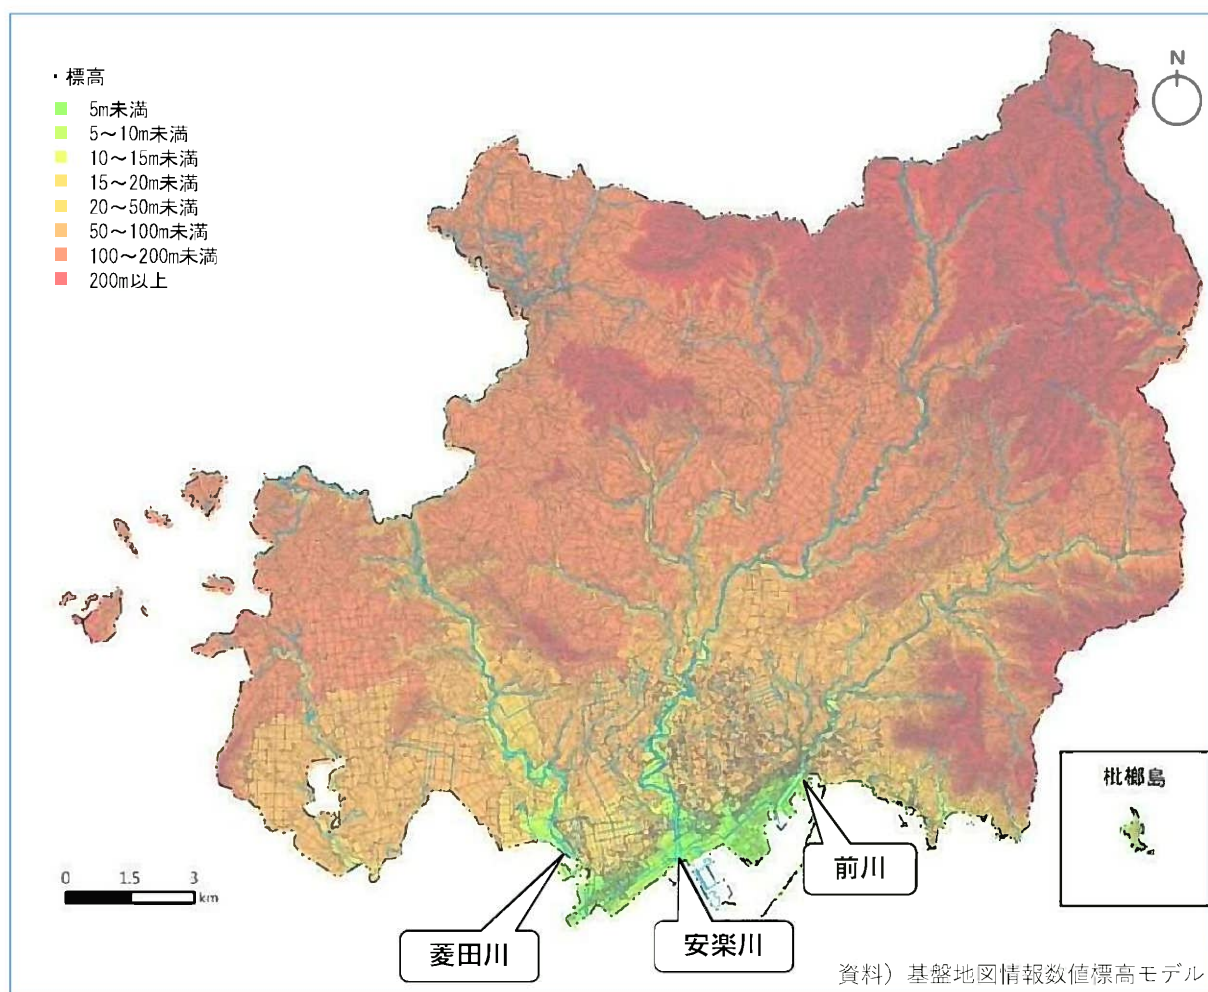 ・標高
5m未満
5～10m未満
10～15m未満
15～20m未満
20～50m未満
50～100m未満
100～200m未満
200m以上
N
枇榔島
前川
安楽川
菱田川
0 1.5 3
km
資料）基盤地図情報数値標高モデル